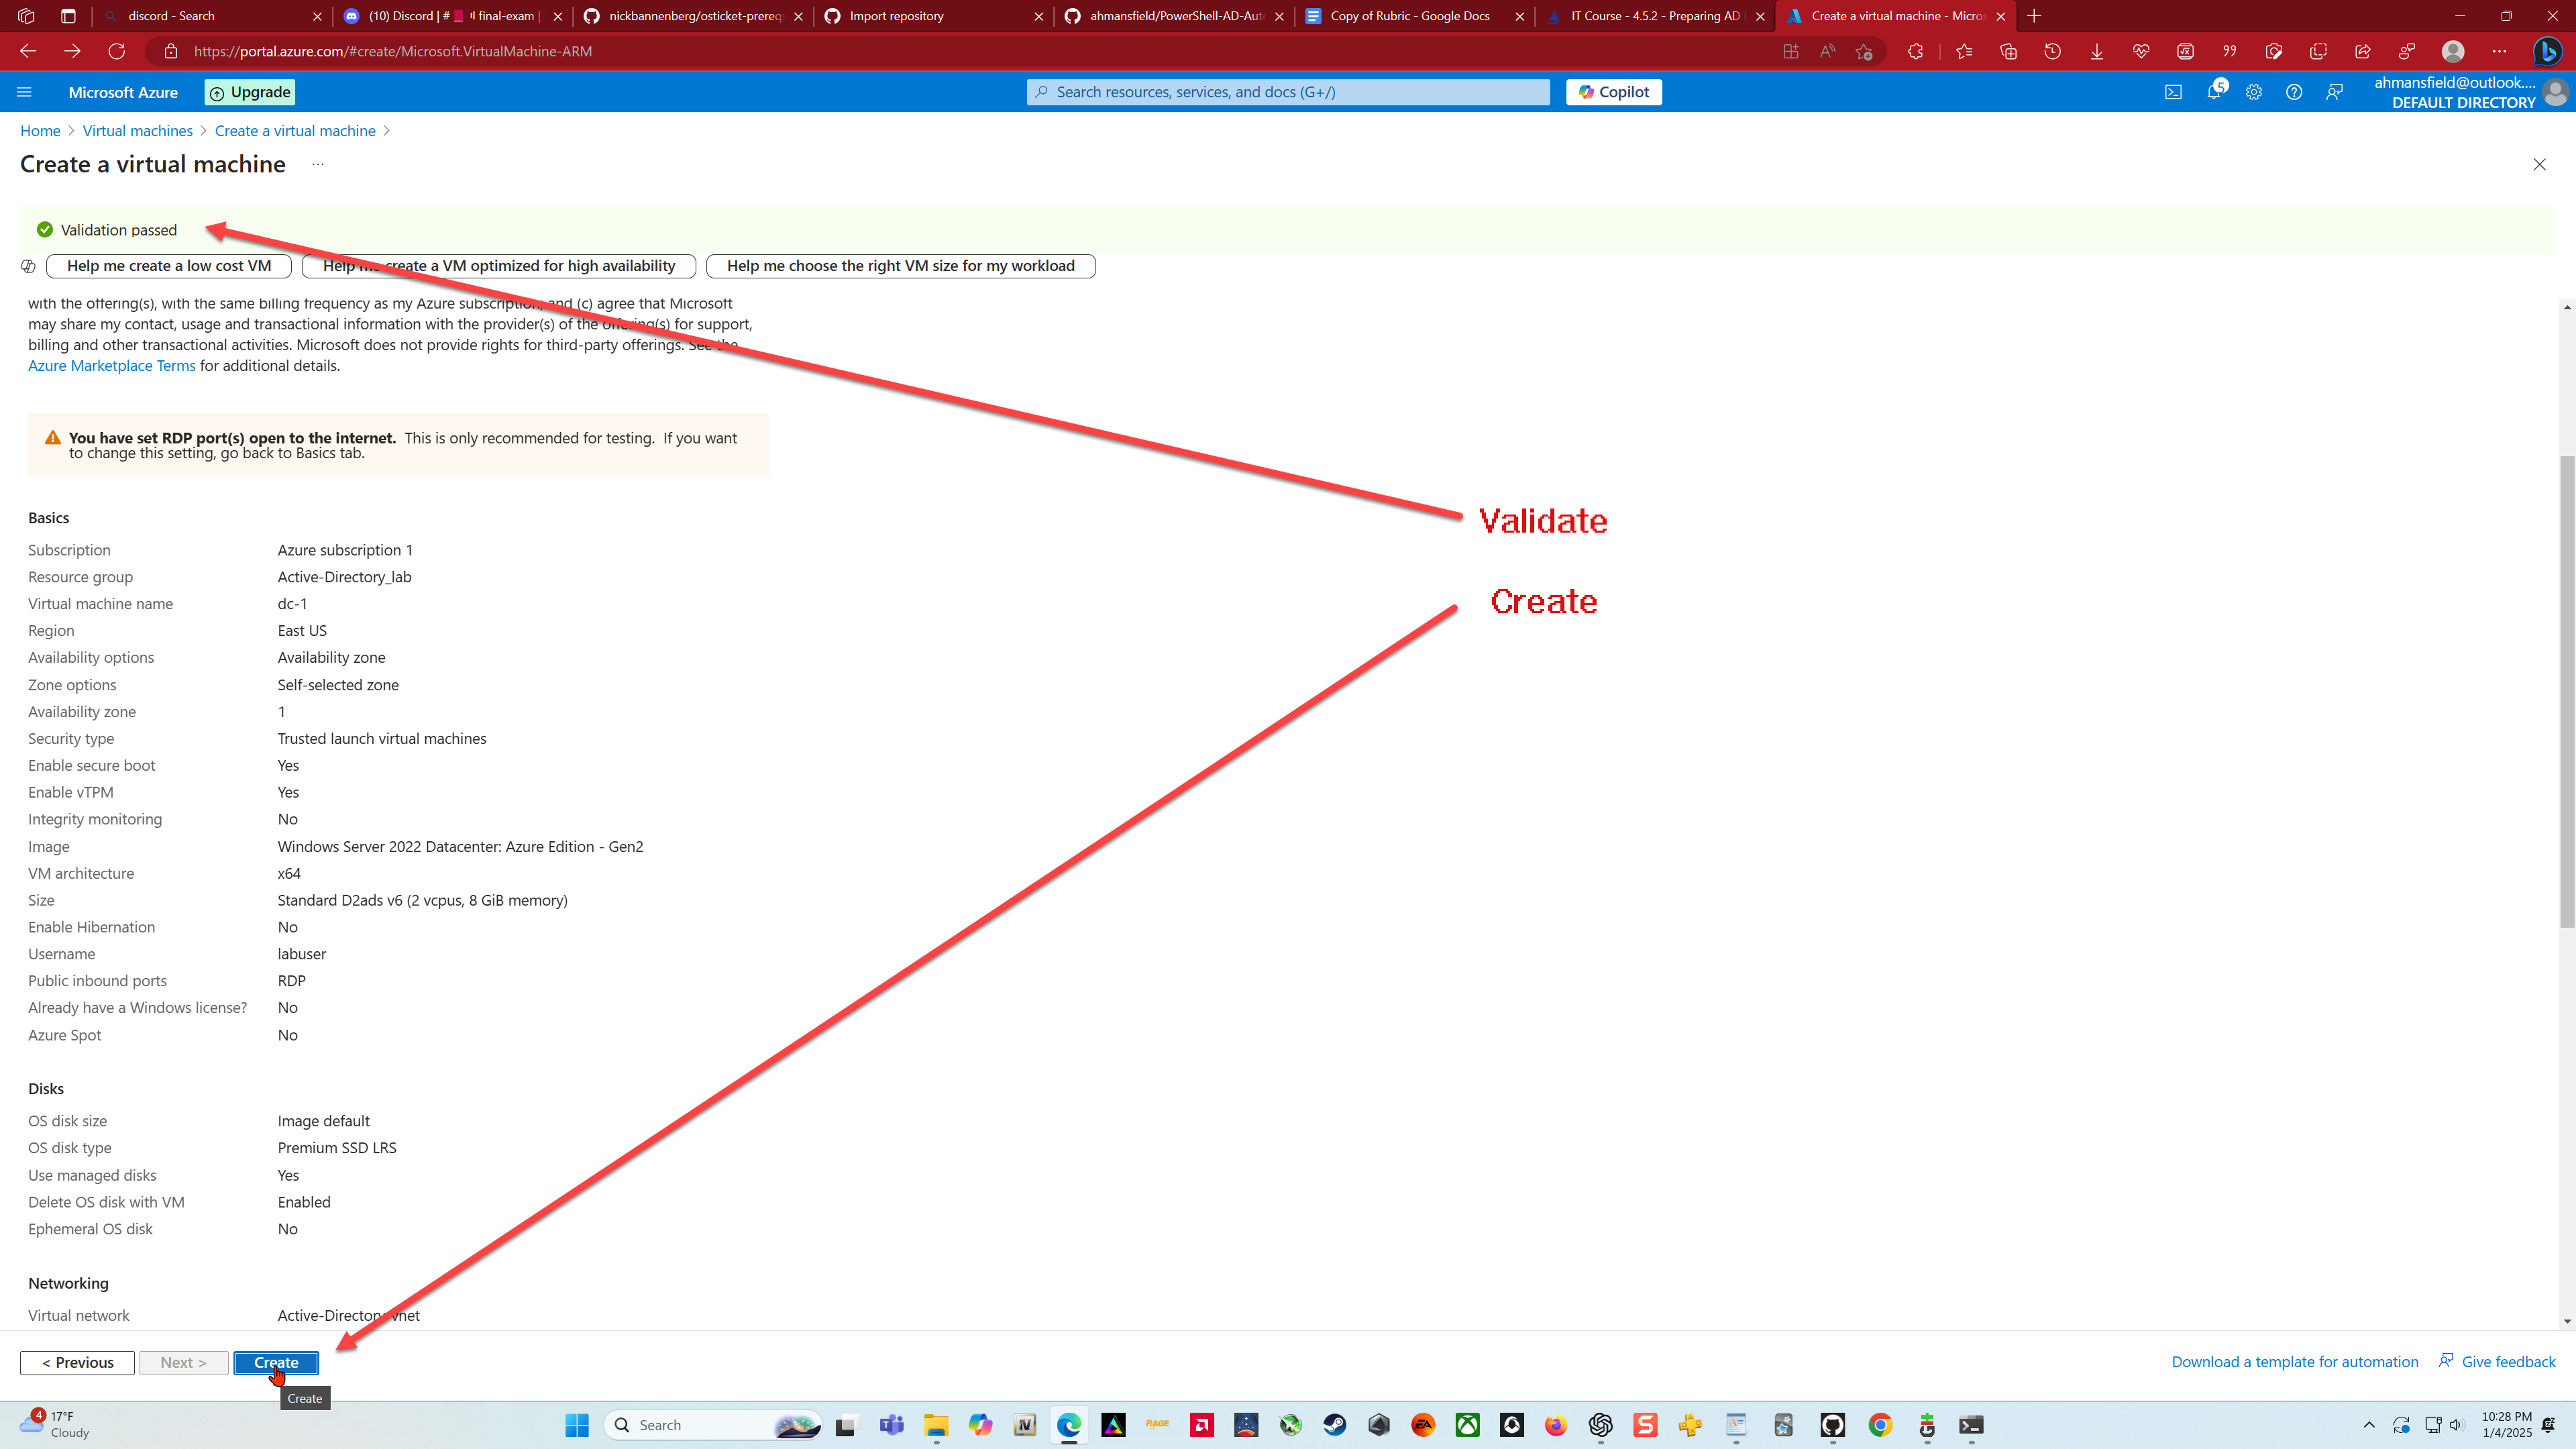 discord - Search
(10) Discord | # final-exam |
nickbannenberg/osticket-prereq
Import repository
ahmansfield/PowerShell-AD-Aut
Copy of Rubric - Google Docs
IT Course - 4.5.2 - Preparing AD
Create a virtual machine - Micros
https://portal.azure.com/#create/Microsoft.VirtualMachine-ARM
Microsoft Azure
Upgrade
Search resources, services, and docs (G+/)
Copilot
5
ahmansfield@outlook....
DEFAULT DIRECTORY
Home > Virtual machines > Create a virtual machine >
Create a virtual machine ...
Validation passed
Help me create a low cost VM
Help me create a VM optimized for high availability
Help me choose the right VM size for my workload
with the offering(s), with the same billing frequency as my Azure subscription; and (c) agree that Microsoft
may share my contact, usage and transactional information with the provider(s) of the offering(s) for support,
billing and other transactional activities. Microsoft does not provide rights for third-party offerings. See the
Azure Marketplace Terms for additional details.
You have set RDP port(s) open to the internet. This is only recommended for testing. If you want
to change this setting, go back to Basics tab.
Validate
Create
Basics
Subscription Azure subscription 1
Resource group Active-Directory_lab
Virtual machine name dc-1
Region East US
Availability options Availability zone
Zone options Self-selected zone
Availability zone 1
Security type Trusted launch virtual machines
Enable secure boot Yes
Enable vTPM Yes
Integrity monitoring No
Image Windows Server 2022 Datacenter: Azure Edition - Gen2
VM architecture x64
Size Standard D2ads v6 (2 vcpus, 8 GiB memory)
Enable Hibernation No
Username labuser
Public inbound ports RDP
Already have a Windows license? No
Azure Spot No
Disks
OS disk size Image default
OS disk type Premium SSD LRS
Use managed disks Yes
Delete OS disk with VM Enabled
Ephemeral OS disk No
Networking
Virtual network Active-Directory-vnet
< Previous
Next >
Create
Download a template for automation
Give feedback
Create
4
17°F
Cloudy
Search
RAGE
EA
10:28 PM
1/4/2025